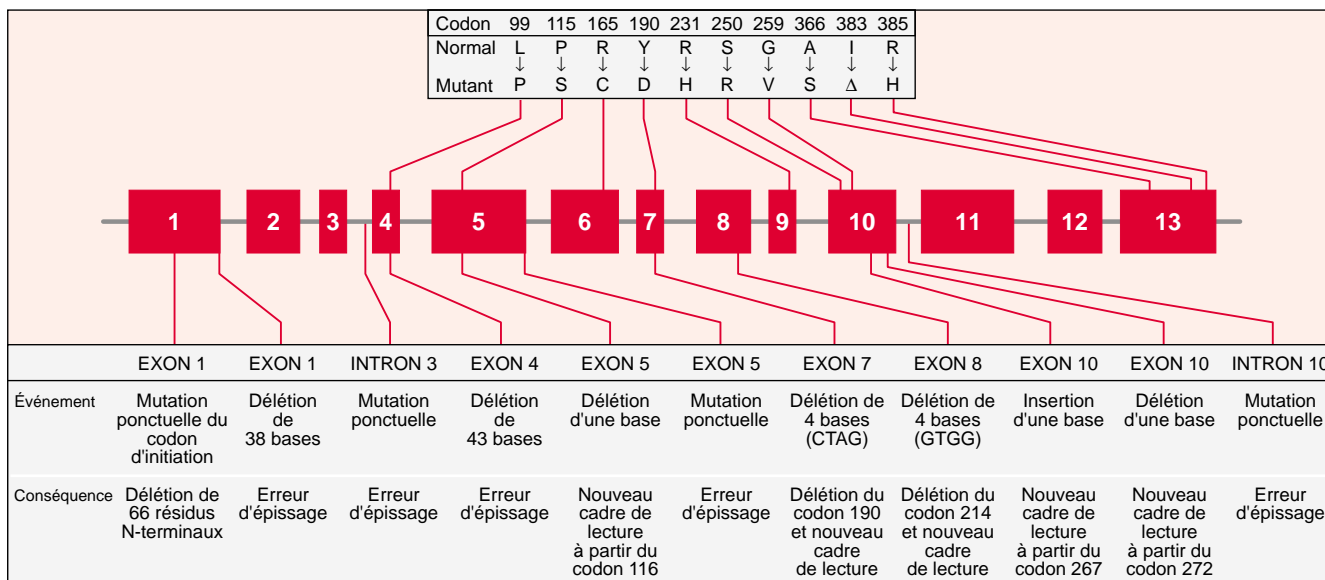 Codon 99 115 165 190 231 250 259 366 383 385
Normal L P R Y R S G A I R
↓ ↓ ↓ ↓ ↓ ↓ ↓ ↓ ↓ ↓
Mutant P S C D H R V S Δ H
1 2 3 4 5 6 7 8 9 10 11 12 13
EXON 1 EXON 1 INTRON 3 EXON 4 EXON 5 EXON 5 EXON 7 EXON 8 EXON 10 EXON 10 INTRON 10
Événement
Mutation
ponctuelle du
codon
d'initiation
Délétion
de
38 bases
Mutation
ponctuelle
Délétion
de
43 bases
Délétion
d'une base
Mutation
ponctuelle
Délétion de
4 bases
(CTAG)
Délétion de
4 bases
(GTGG)
Insertion
d'une base
Délétion
d'une base
Mutation
ponctuelle
Conséquence
Délétion de
66 résidus
N-terminaux
Erreur
d'épissage
Erreur
d'épissage
Erreur
d'épissage
Nouveau
cadre de
lecture
à partir du
codon 116
Erreur
d'épissage
Délétion du
codon 190
et nouveau
cadre
de lecture
Délétion du
codon 214
et nouveau
cadre
de lecture
Nouveau
cadre de
lecture
à partir du
codon 267
Nouveau
cadre de
lecture
à partir du
codon 272
Erreur
d'épissage